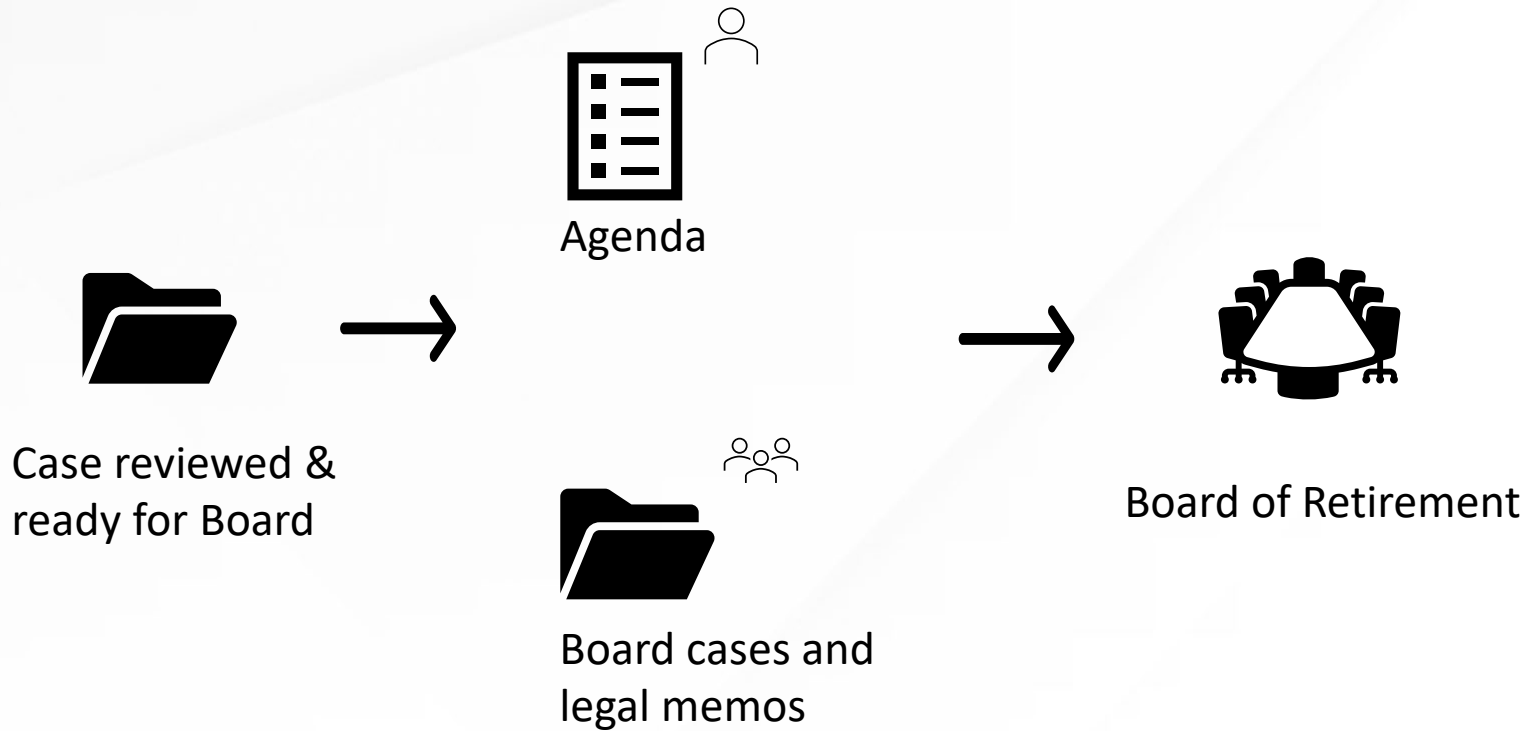 Agenda
Case reviewed &
ready for Board
Board cases and
legal memos
Board of Retirement